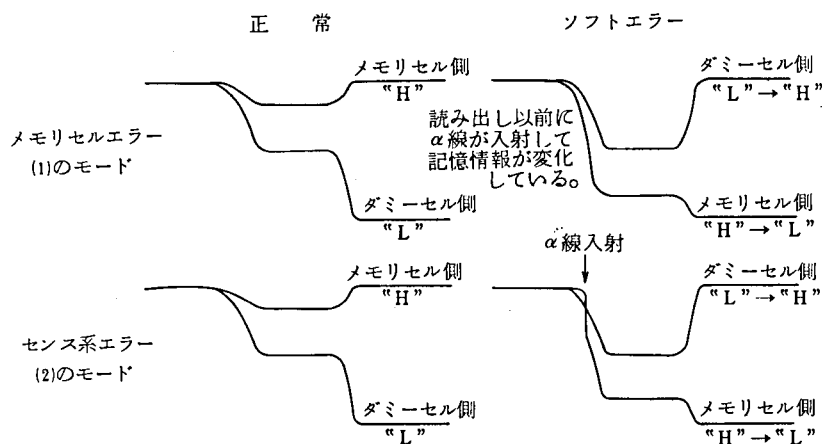 正 常
ソフトエラー
メモリセルエラー
(1)のモード
メモリセル側
“H”
ダミーセル側
“L”
読み出し以前に
α線が入射して
記憶情報が変化
している。
ダミーセル側
“L”→“H”
メモリセル側
“H”→“L”
センス系エラー
(2)のモード
メモリセル側
“H”
ダミーセル側
“L”
α線入射
ダミーセル側
“L”→“H”
メモリセル側
“H”→“L”